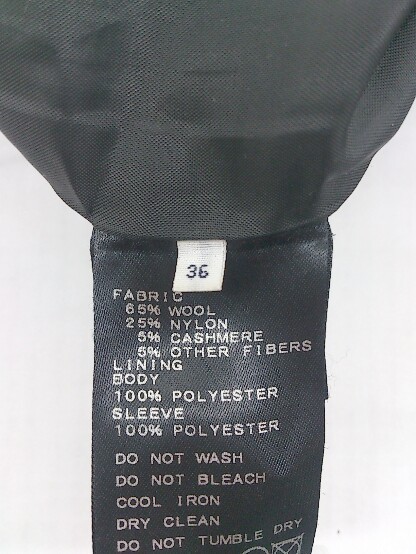 36
FABRIC
65% WOOL
25% NYLON
5% CASHMERE
5% OTHER FIBERS
LINING
BODY
100% POLYESTER
SLEEVE
100% POLYESTER
DO NOT WASH
DO NOT BLEACH
COOL IRON
DRY CLEAN
DO NOT TUMBLE DRY